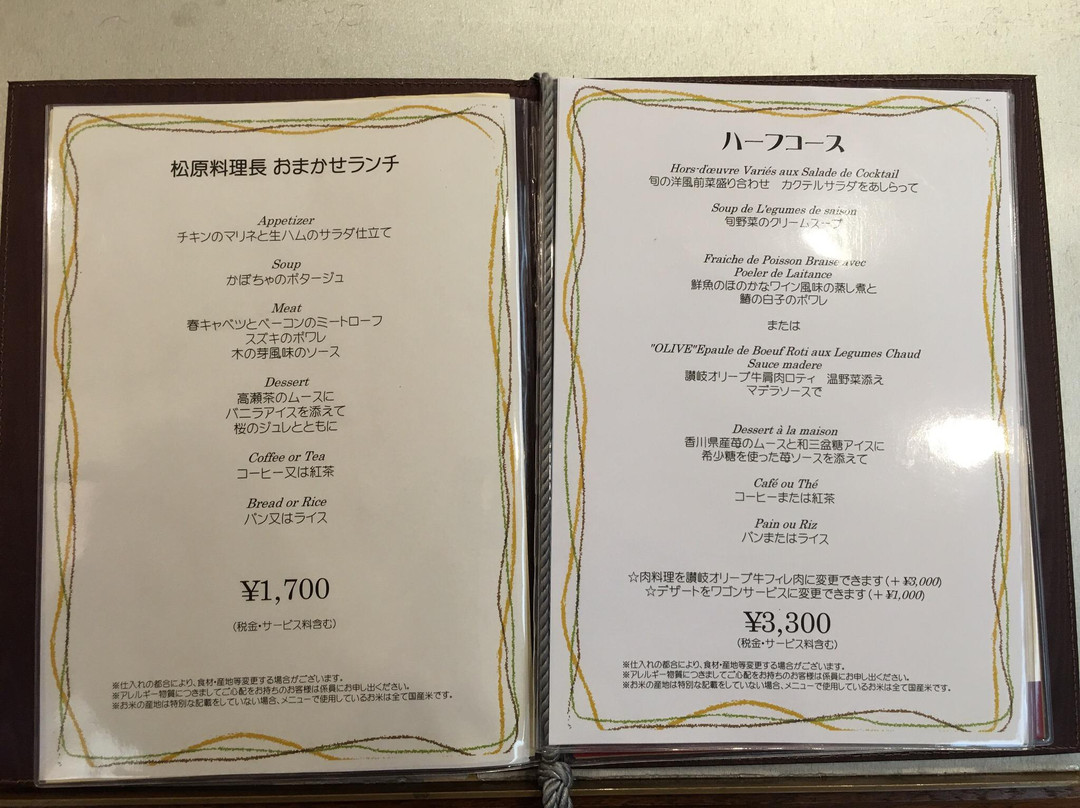 松原料理長 おまかせランチ
Appetizer
チキンのマリネと生ハムのサラダ仕立て
Soup
かぼちゃのポタージュ
Meat
春キャベツとベーコンのミートローフ
スズキのポワレ
木の芽風味のソース
Dessert
高瀬茶のムースに
バニラアイスを添えて
桜のジュレとともに
Coffee or Tea
コーヒー又は紅茶
Bread or Rice
パン又はライス
¥1,700
(税金・サービス料含む)
※仕入れの都合により、食材・産地等変更する場合がございます。
※アレルギー物質につきましてご心配をお持ちのお客様は係員にお申し出ください。
※お米の産地は特別な記載をしていない場合、メニューで使用しているお米は全て国産米です。
ハーフコース
Hors-d'œuvre Variés aux Salade de Cocktail
旬の洋風前菜盛り合わせ カクテルサラダをあしらって
Soup de L'egumes de saison
旬野菜のクリームスープ
Fraiche de Poisson Braise avec
Poeler de Laitance
鮮魚のほのかなワイン風味の蒸し煮と
鱈の白子のポワレ
または
"OLIVE"Epaule de Boeuf Roti aux Legumes Chaud
Sauce madere
讃岐オリーブ牛肩肉ロティ 温野菜添え
マデラソースで
Dessert à la maison
香川県産苺のムースと和三盆糖アイスに
希少糖を使った苺ソースを添えて
Café ou Thé
コーヒーまたは紅茶
Pain ou Riz
パンまたはライス
☆肉料理を讃岐オリーブ牛フィレ肉に変更できます(+¥3,000)
☆デザートをワゴンサービスに変更できます(+¥1,000)
¥3,300
(税金・サービス料含む)
※仕入れの都合により、食材・産地等変更する場合がございます。
※アレルギー物質につきましてご心配をお持ちのお客様は係員にお申し出ください。
※お米の産地は特別な記載をしていない場合、メニューで使用しているお米は全て国産米です。